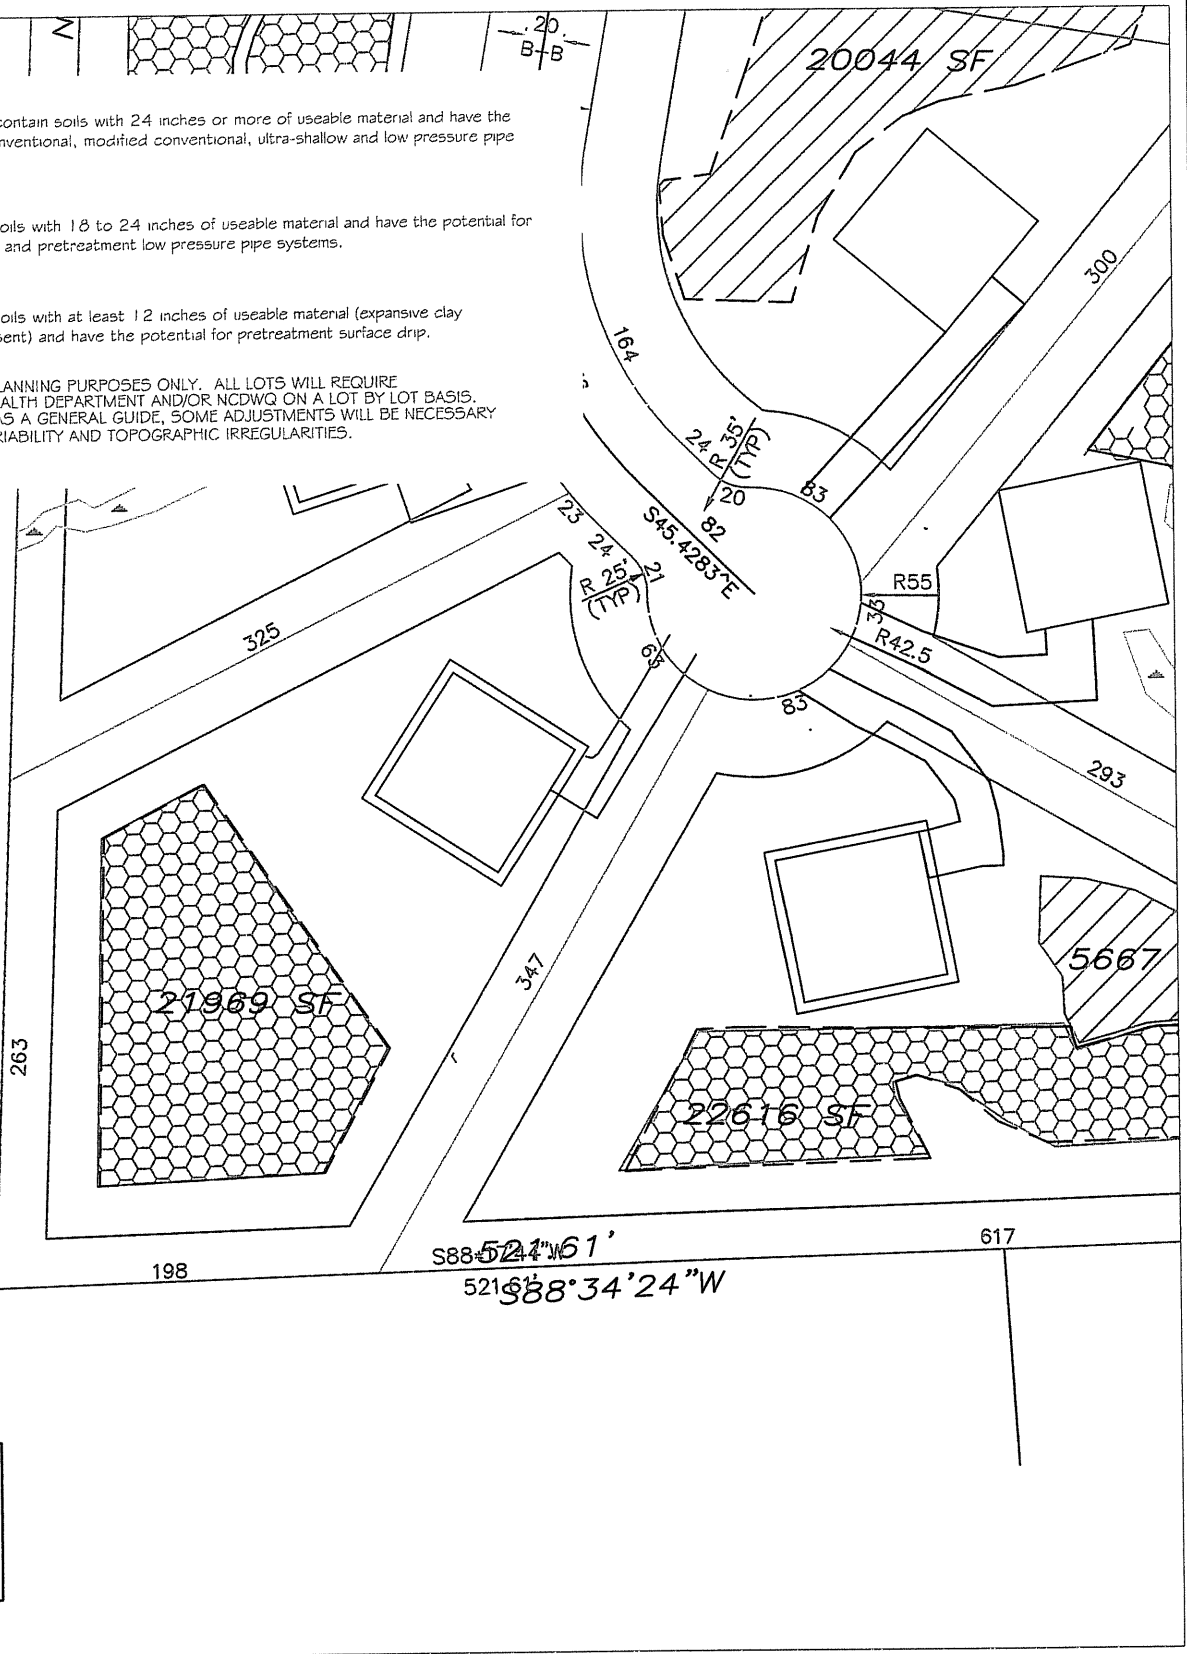 20
B B
20044 SF
contain soils with 24 inches or more of useable material and have the
nventional, modified conventional, ultra-shallow and low pressure pipe
oils with 18 to 24 inches of useable material and have the potential for
and pretreatment low pressure pipe systems.
oils with at least 12 inches of useable material (expansive clay
sent) and have the potential for pretreatment surface drip.
LANNING PURPOSES ONLY. ALL LOTS WILL REQUIRE
ALTH DEPARTMENT AND/OR NCDWQ ON A LOT BY LOT BASIS.
AS A GENERAL GUIDE, SOME ADJUSTMENTS WILL BE NECESSARY
RIABILITY AND TOPOGRAPHIC IRREGULARITIES.
300
164
24
R 35'
(TYP)
20
83
82
S45.4283^E
23
24
21
R 25'
(TYP)
R55
33
R42.5
325
63
83
293
347
5667
21969 SF
263
22616 SF
617
521.61'
198
S88°34'24"W